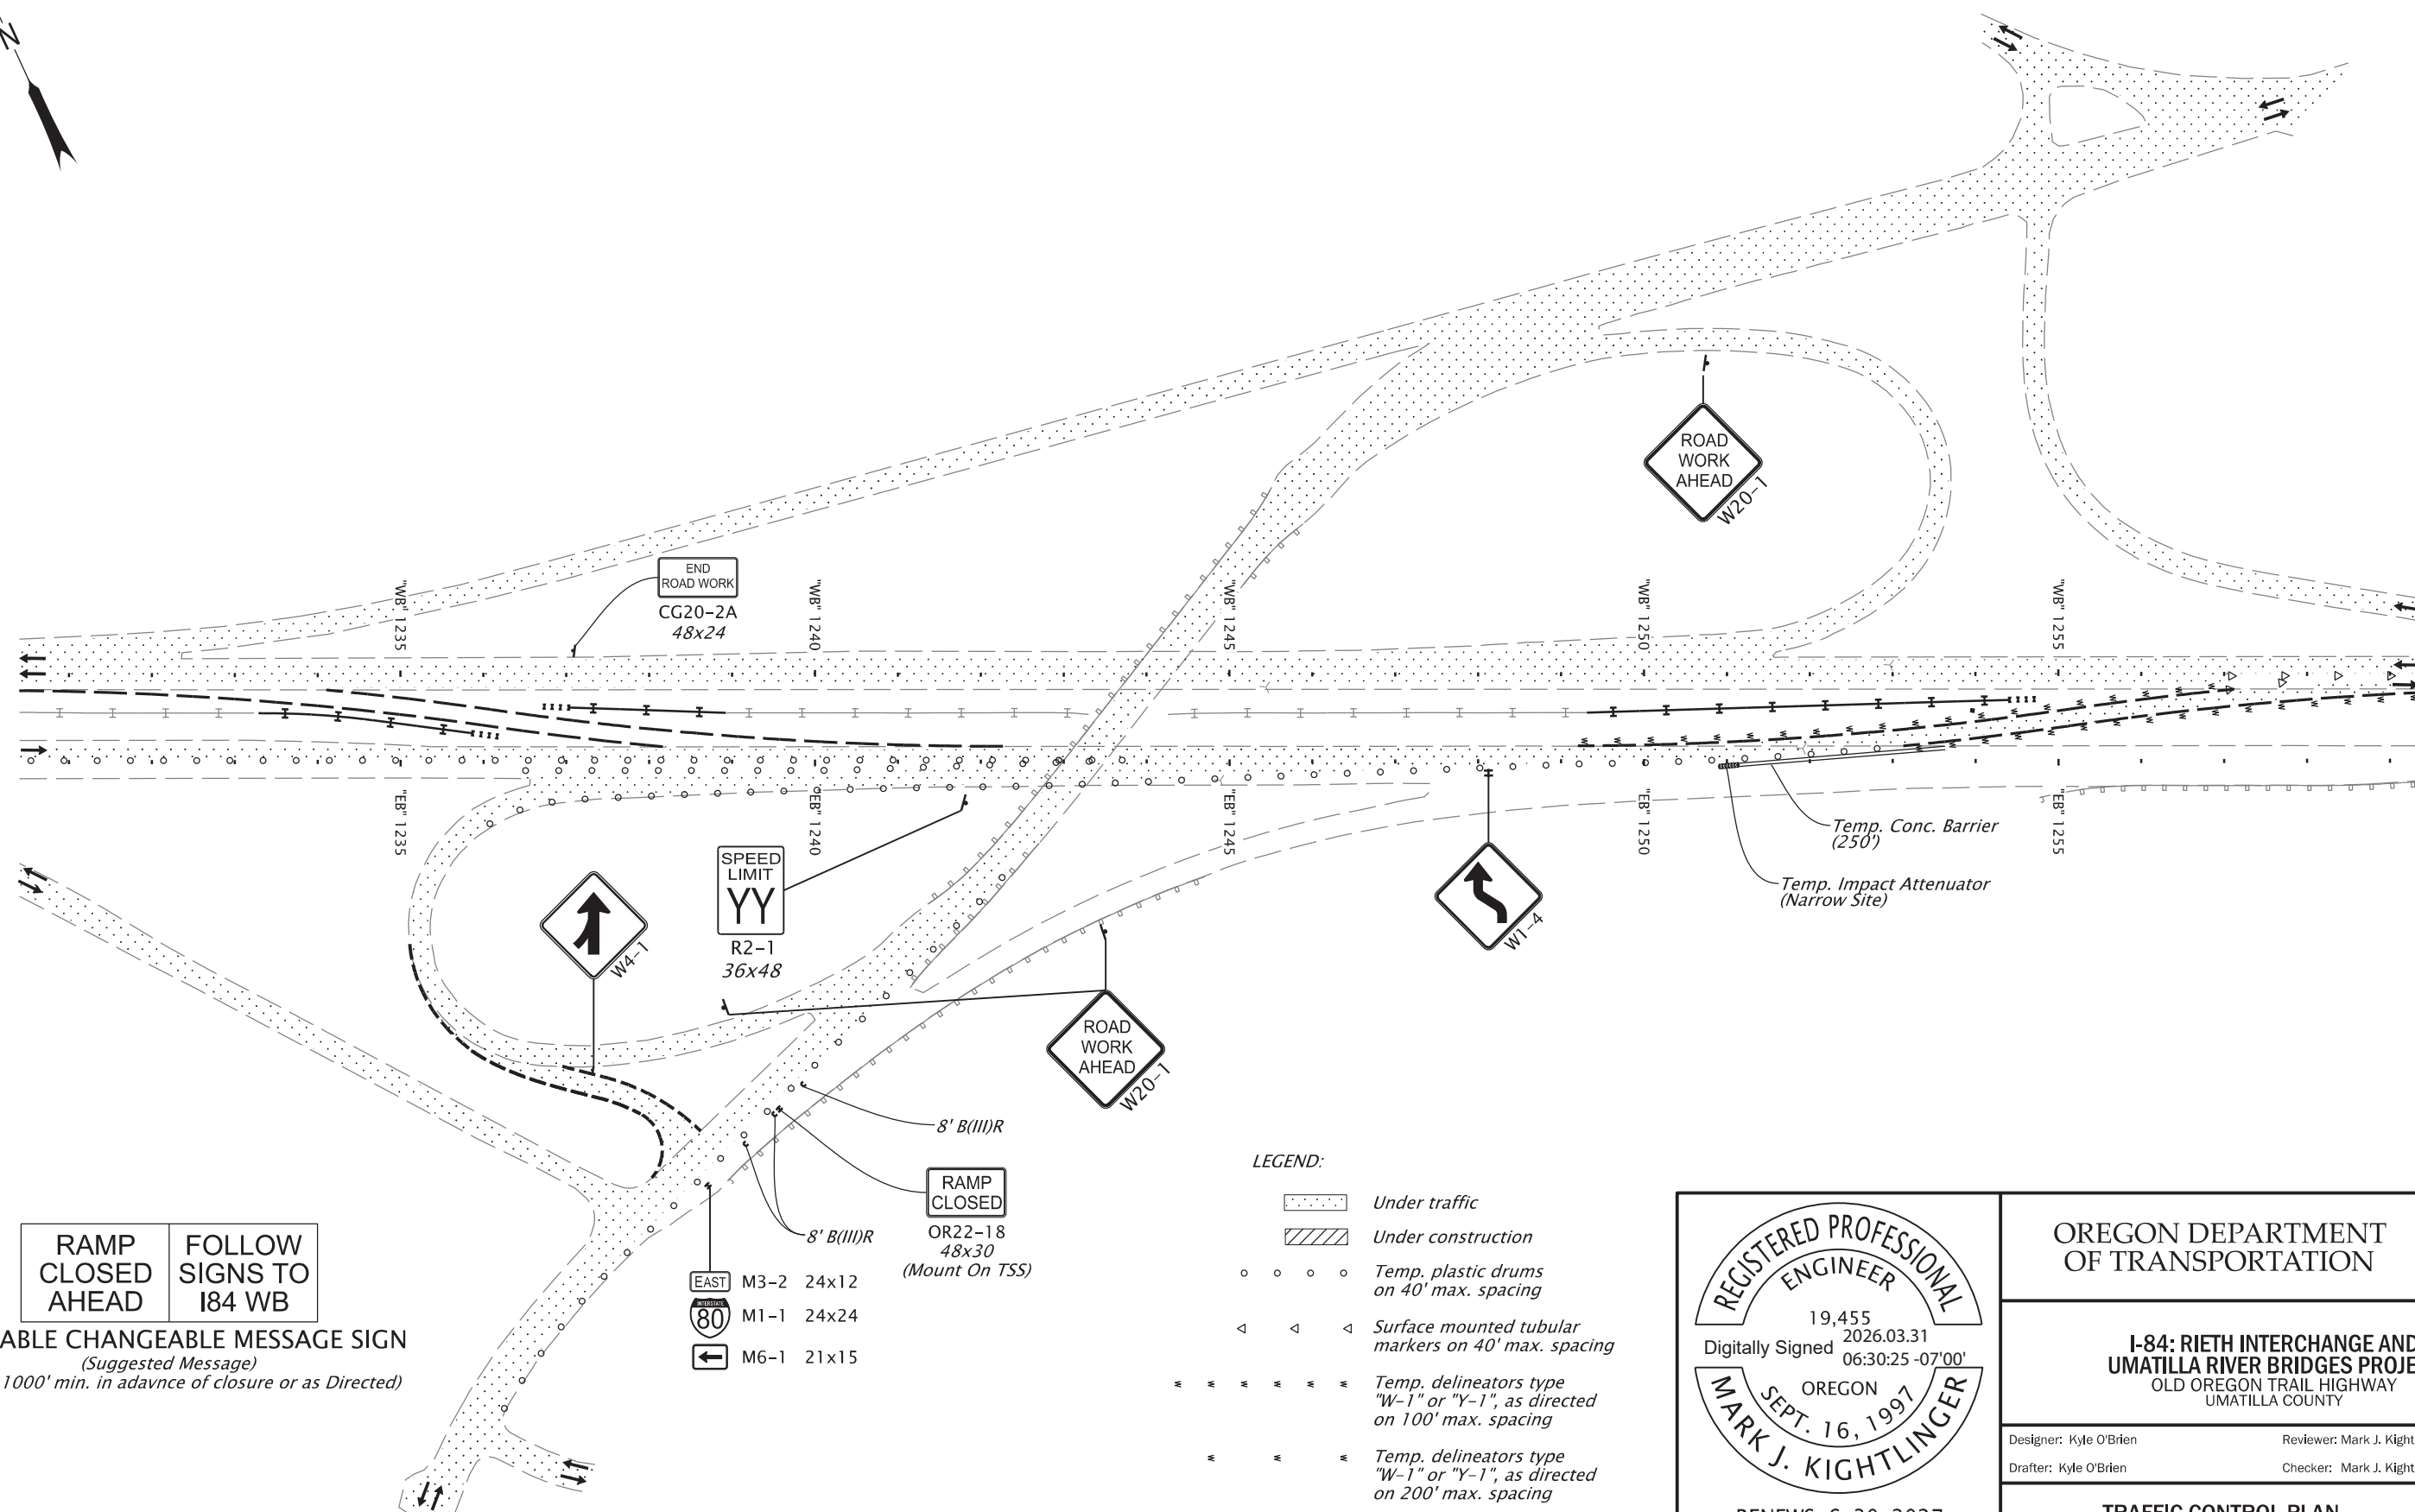 N
END
ROAD WORK
CG20-2A
48x24
ROAD
WORK
AHEAD
W20-1
"WB" 1235
"WB" 1240
"WB" 1245
"WB" 1250
"WB" 1255
"EB" 1235
"EB" 1240
"EB" 1245
"EB" 1250
"EB" 1255
Temp. Conc. Barrier
(250')
Temp. Impact Attenuator
(Narrow Site)
W4-1
SPEED
LIMIT
YY
R2-1
36x48
W1-4
ROAD
WORK
AHEAD
W20-1
8' B(III)R
RAMP
CLOSED
OR22-18
48x30
(Mount On TSS)
8' B(III)R
EAST M3-2 24x12
INTERSTATE
80 M1-1 24x24
M6-1 21x15
RAMP
CLOSED
AHEAD
FOLLOW
SIGNS TO
I84 WB
ABLE CHANGEABLE MESSAGE SIGN
(Suggested Message)
1000' min. in adavnce of closure or as Directed)
LEGEND:
Under traffic
Under construction
Temp. plastic drums
on 40' max. spacing
Surface mounted tubular
markers on 40' max. spacing
Temp. delineators type
"W-1" or "Y-1", as directed
on 100' max. spacing
Temp. delineators type
"W-1" or "Y-1", as directed
on 200' max. spacing
REGISTERED PROFESSIONAL
ENGINEER
19,455
Digitally Signed 2026.03.31
06:30:25 -07'00'
OREGON
SEPT. 16, 1997
MARK J. KIGHTLINGER
RENEWS: 6-30-2027
OREGON DEPARTMENT
OF TRANSPORTATION
I-84: RIETH INTERCHANGE AND
UMATILLA RIVER BRIDGES PROJE
OLD OREGON TRAIL HIGHWAY
UMATILLA COUNTY
Designer: Kyle O'Brien Reviewer: Mark J. Kight
Drafter: Kyle O'Brien Checker: Mark J. Kight
TRAFFIC CONTROL PLAN